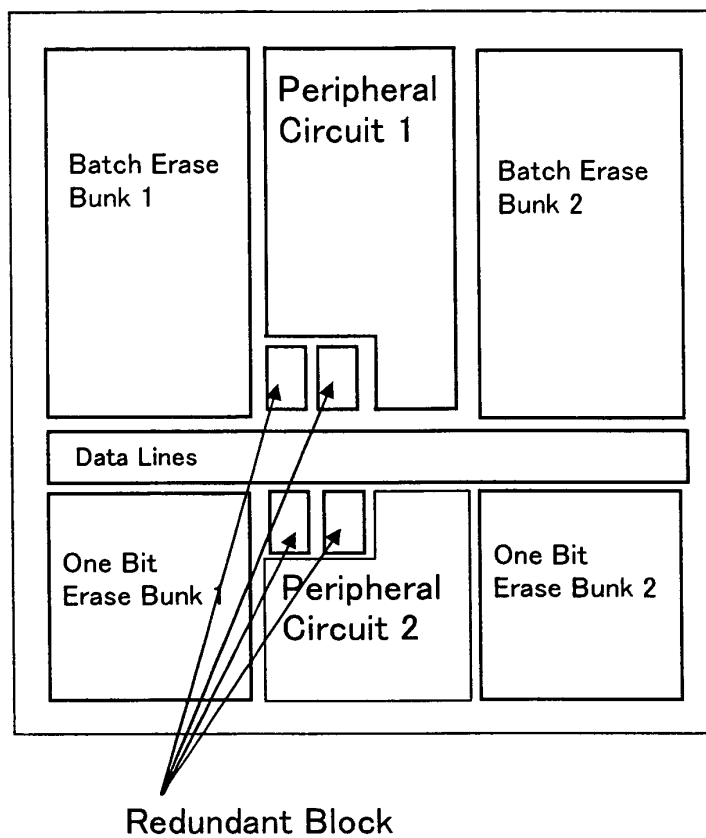 Peripheral
Circuit 1
Batch Erase
Bunk 1
Batch Erase
Bunk 2
Data Lines
One Bit
Erase Bunk 1
Peripheral
Circuit 2
One Bit
Erase Bunk 2
Redundant Block